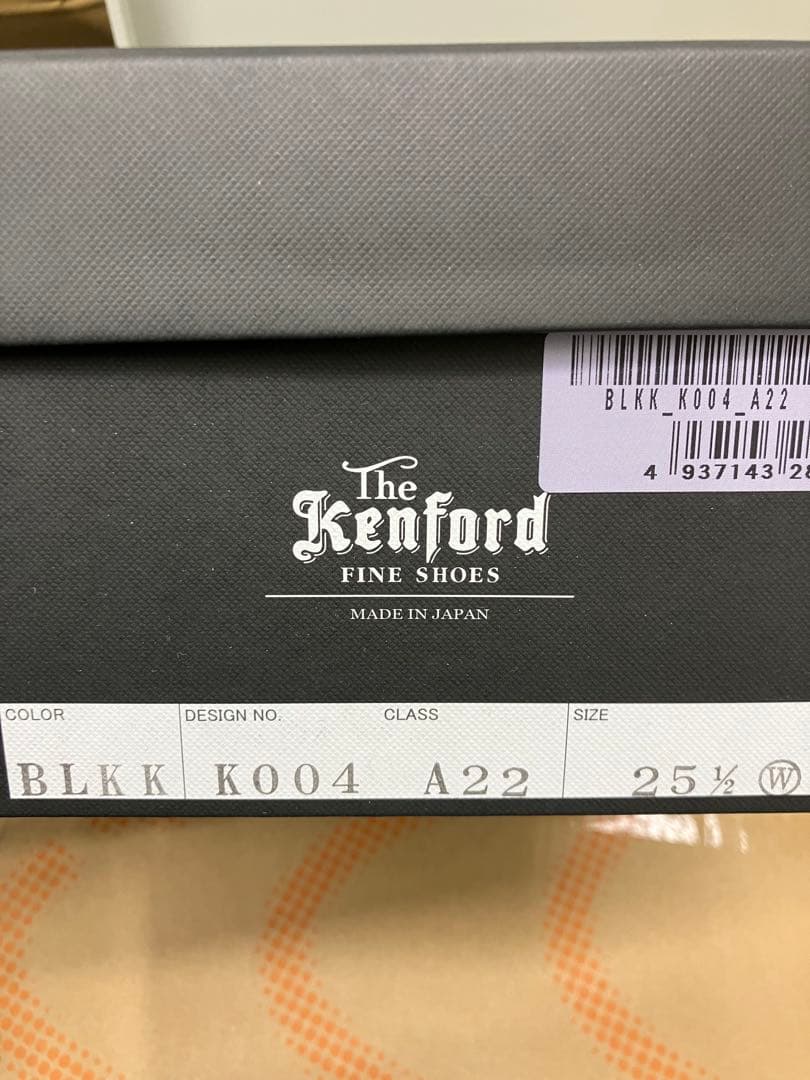 BLKK_K004_A22
4 937143 28
The
Kenford
FINE SHOES
MADE IN JAPAN
COLOR DESIGN NO. CLASS SIZE
BLKK K004 A22 25½ Ⓦ